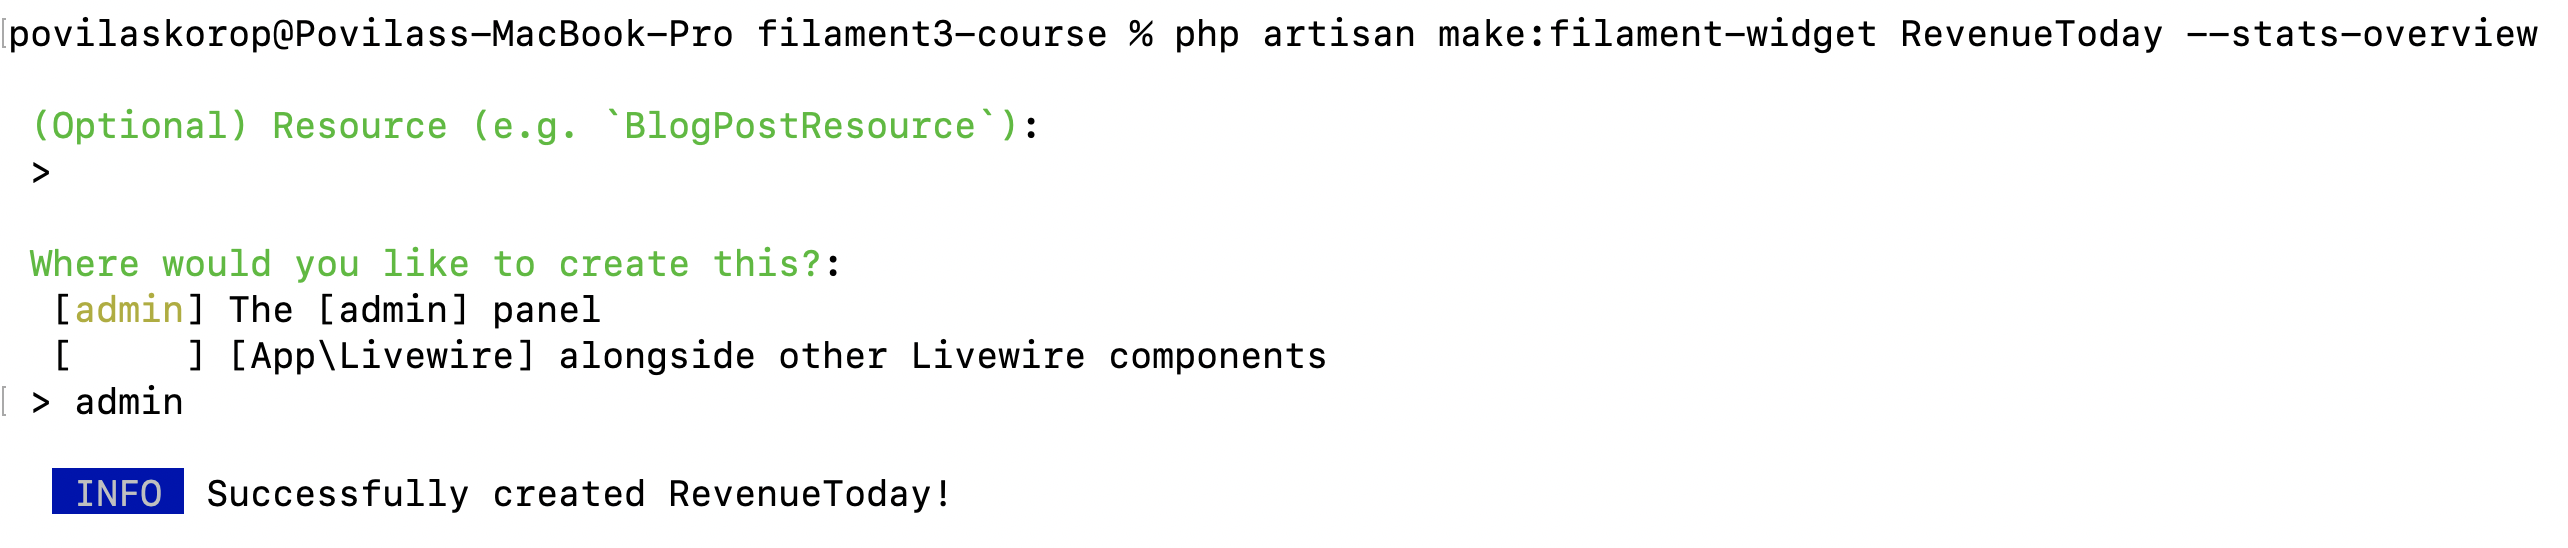 povilaskorop@Povilass-MacBook-Pro filament3-course % php artisan make:filament-widget RevenueToday --stats-overview
(Optional) Resource (e.g. `BlogPostResource`):
>
Where would you like to create this?:
[admin] The [admin] panel
[     ] [App\Livewire] alongside other Livewire components
> admin
INFO Successfully created RevenueToday!